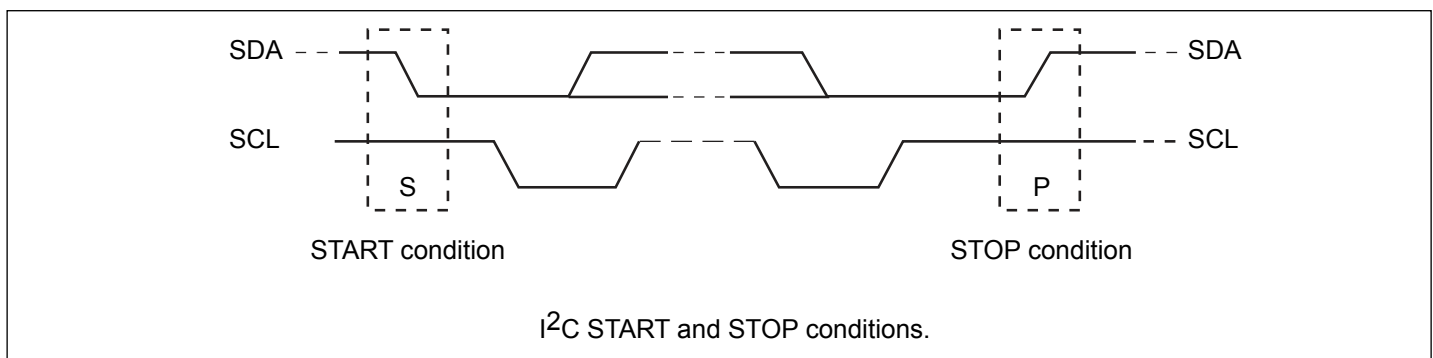 SDA SDA
SCL SCL
S P
START condition STOP condition
I²C START and STOP conditions.